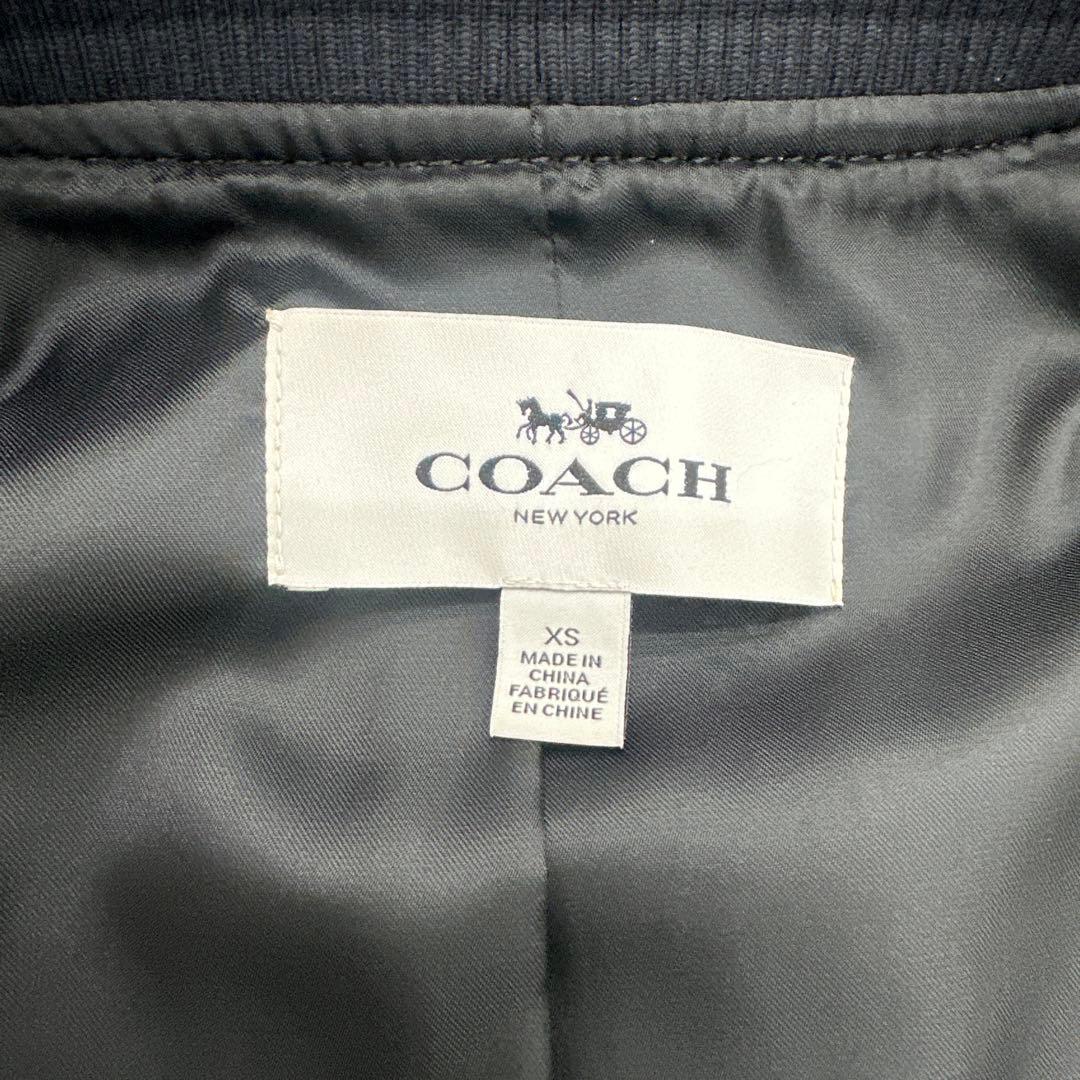 COACH
NEW YORK
XS
MADE IN
CHINA
FABRIQUÉ
EN CHINE